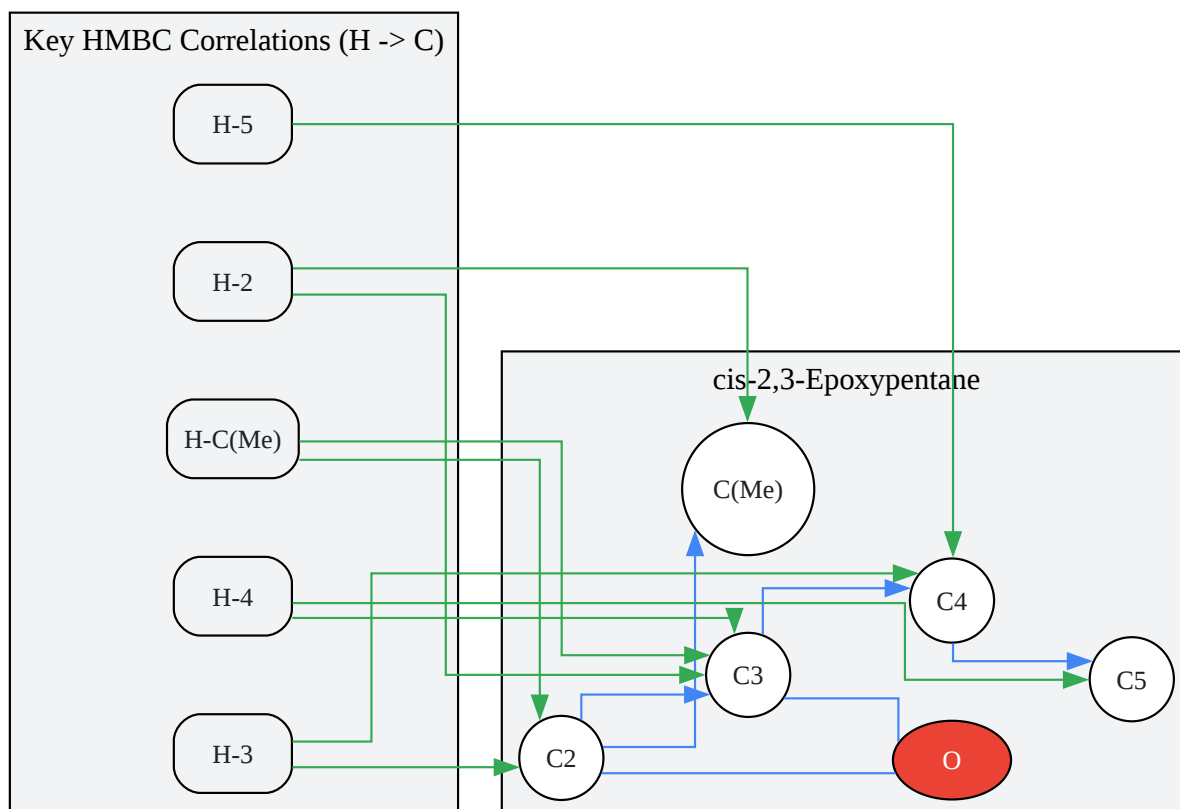 Key HMBC Correlations (H -> C)
H-5
H-2
H-C(Me)
H-4
H-3
cis-2,3-Epoxypentane
C(Me)
C4
C3
C5
C2
O